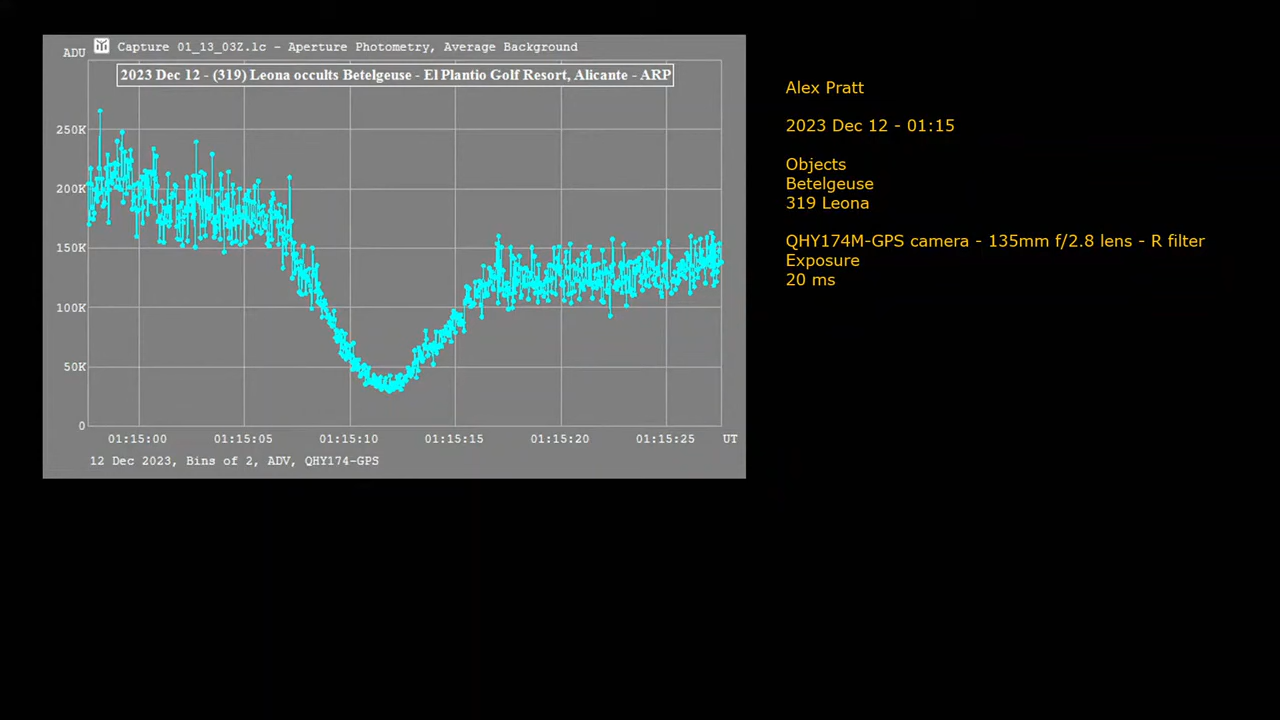 ADU
Capture 01_13_03Z.lc - Aperture Photometry, Average Background
2023 Dec 12 - (319) Leona occults Betelgeuse - El Plantio Golf Resort, Alicante - ARP
250K
200K
150K
100K
50K
0
01:15:00 01:15:05 01:15:10 01:15:15 01:15:20 01:15:25 UT
12 Dec 2023, Bins of 2, ADV, QHY174-GPS
Alex Pratt
2023 Dec 12 - 01:15
Objects
Betelgeuse
319 Leona
QHY174M-GPS camera - 135mm f/2.8 lens - R filter
Exposure
20 ms